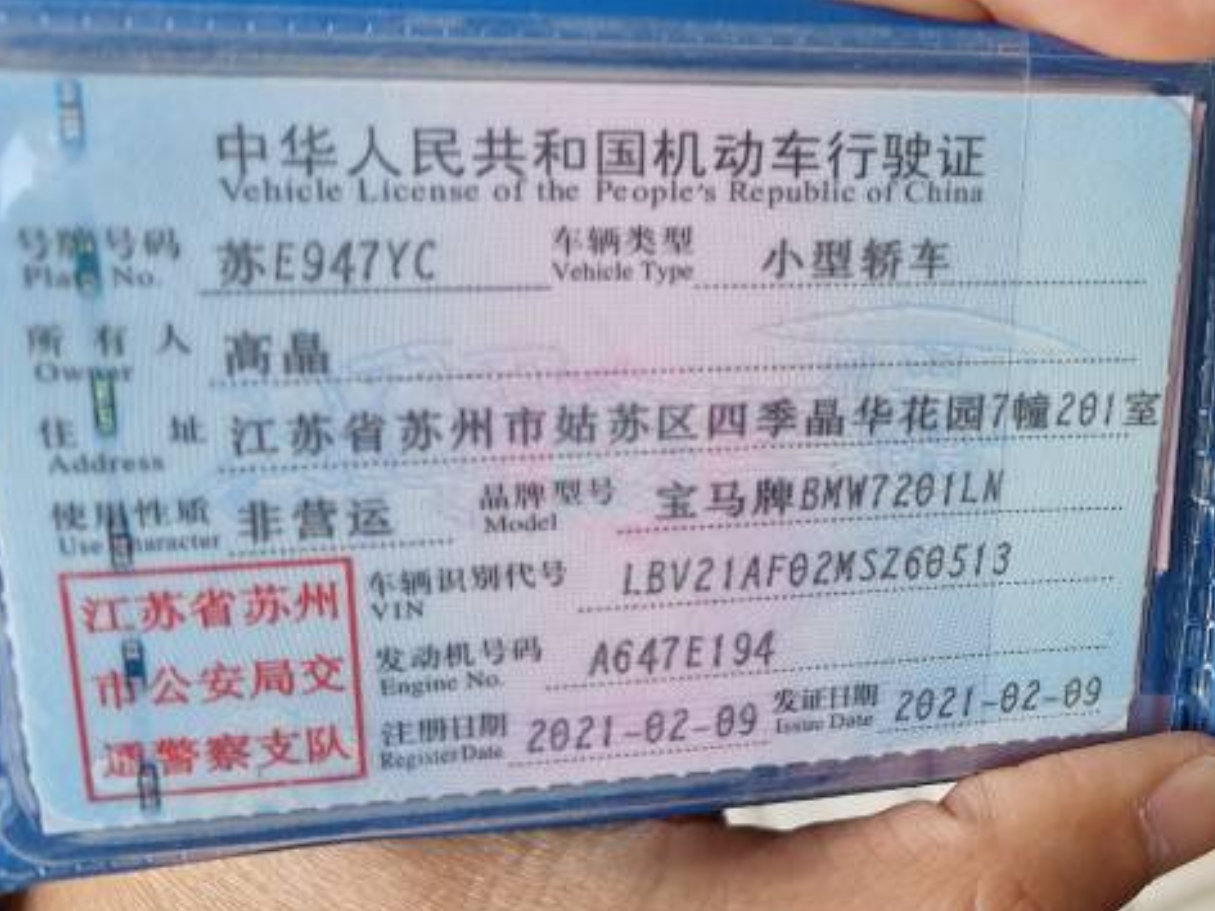 中华人民共和国机动车行驶证
Vehicle License of the People's Republic of China
号牌号码 苏E947YC 车辆类型 小型轿车
Plate No. Vehicle Type
所有人 高晶
Owner
住址 江苏省苏州市姑苏区四季晶华花园7幢201室
Address
使用性质 非营运 品牌型号 宝马牌BMW7201LN
Use Character Model
车辆识别代号 LBV21AF02MSZ60513
VIN
发动机号码 A647E194
Engine No.
注册日期 2021-02-09 发证日期 2021-02-09
Register Date Issue Date
江苏省苏州
市公安局交
通警察支队